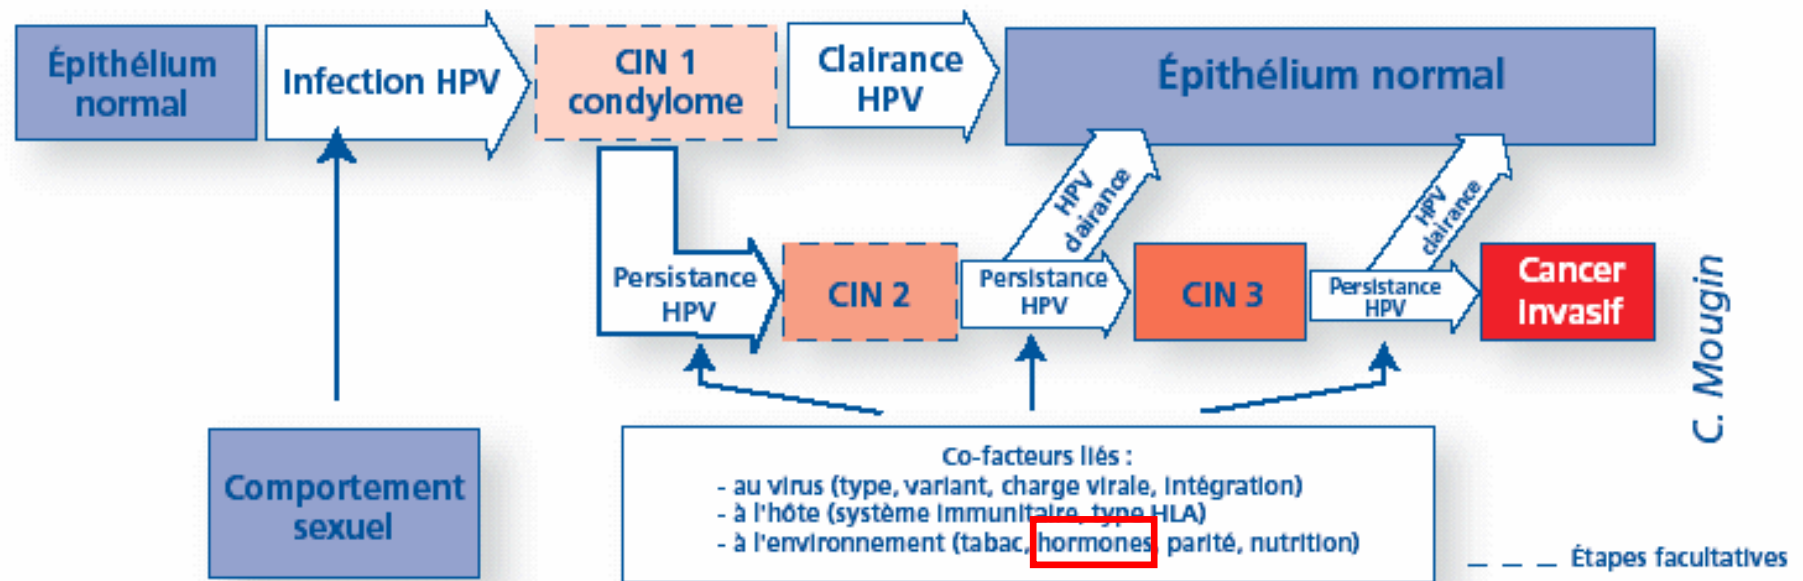 Épithélium
normal
Infection HPV
CIN 1
condylome
Clairance
HPV
Épithélium normal
Persistance
HPV
CIN 2
Persistance
HPV
HPV
clairance
CIN 3
Persistance
HPV
HPV
clairance
Cancer
invasif
C. Mougin
Comportement
sexuel
Co-facteurs liés :
- au virus (type, variant, charge virale, intégration)
- à l'hôte (système immunitaire, type HLA)
- à l'environnement (tabac, hormones, parité, nutrition)
Étapes facultatives